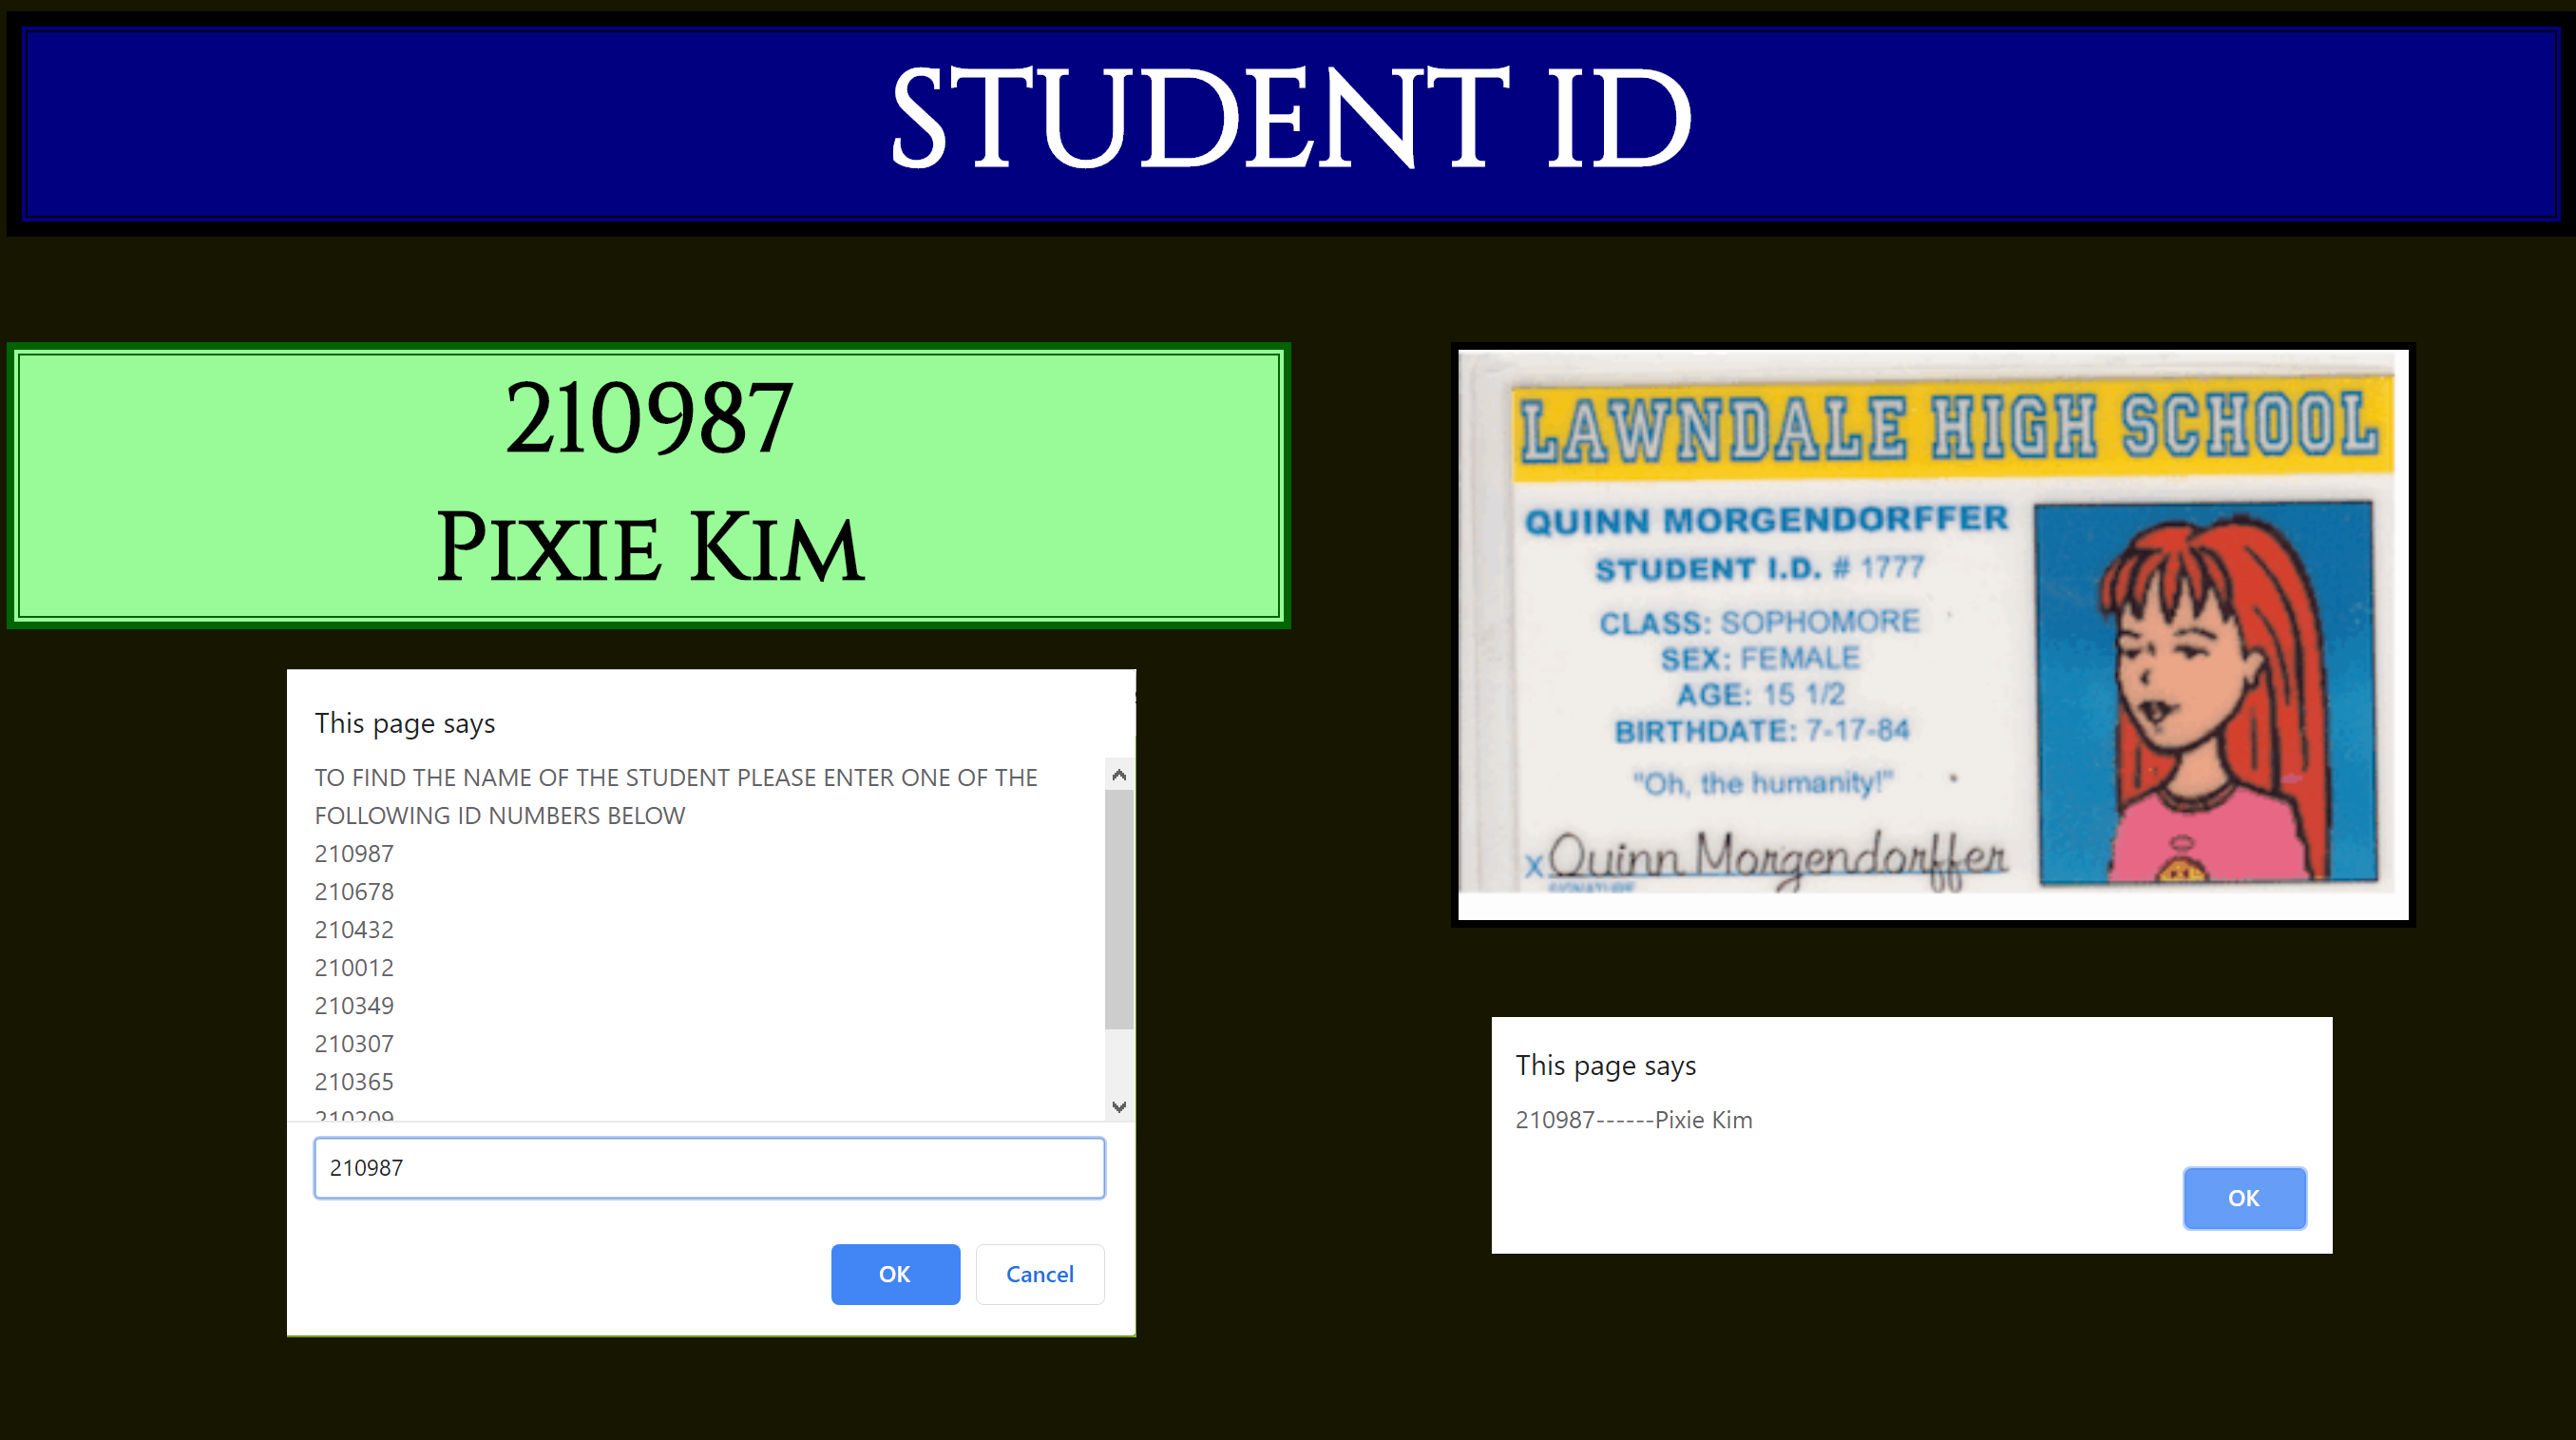 STUDENT ID
210987
Pixie Kim
This page says
TO FIND THE NAME OF THE STUDENT PLEASE ENTER ONE OF THE
FOLLOWING ID NUMBERS BELOW
210987
210678
210432
210012
210349
210307
210365
210209
210987
OK Cancel
LAWNDALE HIGH SCHOOL
QUINN MORGENDORFFER
STUDENT I.D. # 1777
CLASS: SOPHOMORE
SEX: FEMALE
AGE: 15 1/2
BIRTHDATE: 7-17-84
"Oh, the humanity!"
X Quinn Morgendorffer
SIGNATURE
This page says
210987------Pixie Kim
OK